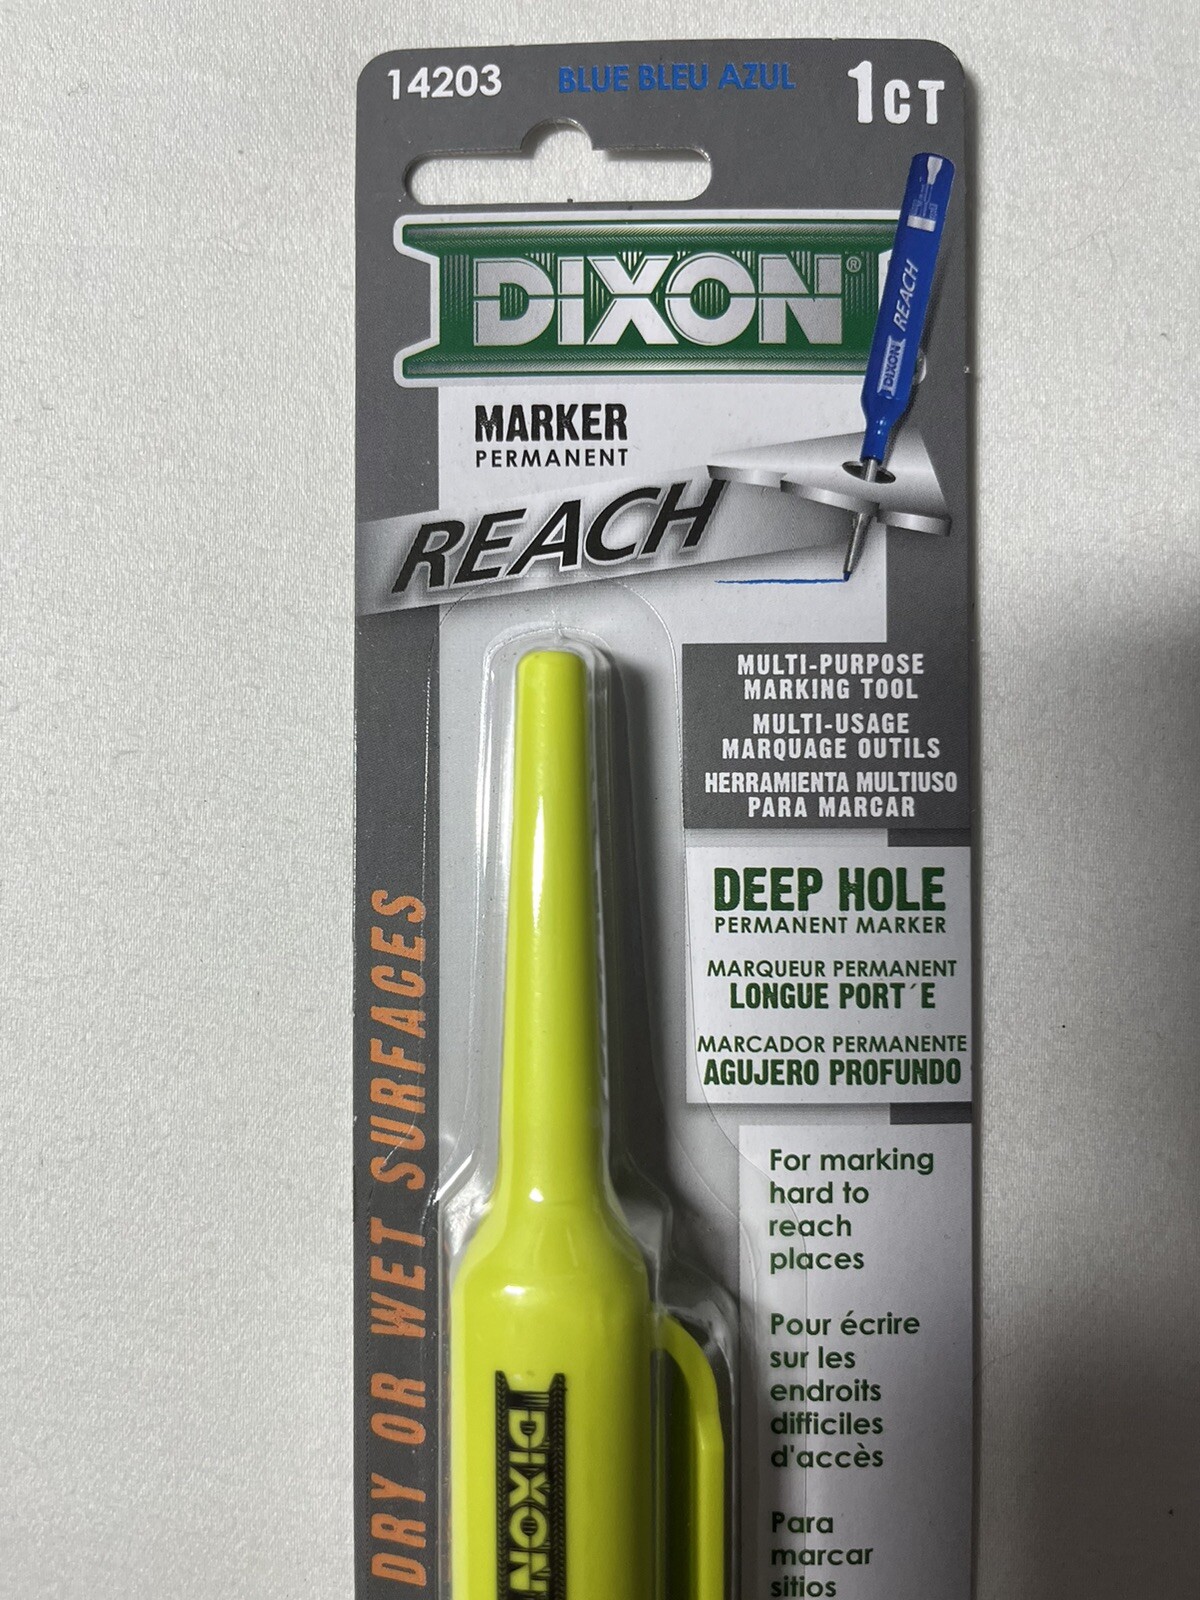 14203
BLUE BLEU AZUL
1CT
DIXON®
REACH
DIXON
MARKER
PERMANENT
REACH
MULTI-PURPOSE
MARKING TOOL
MULTI-USAGE
MARQUAGE OUTILS
HERRAMIENTA MULTIUSO
PARA MARCAR
DEEP HOLE
PERMANENT MARKER
MARQUEUR PERMANENT
LONGUE PORT´E
MARCADOR PERMANENTE
AGUJERO PROFUNDO
For marking
hard to
reach
places
Pour écrire
sur les
endroits
difficiles
d'accès
Para
marcar
sitios
DRY OR WET SURFACES
DIXON